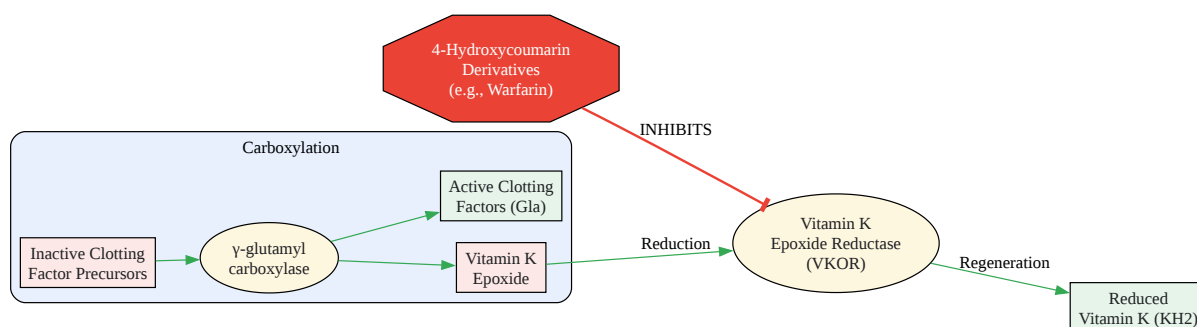 4-Hydroxycoumarin
Derivatives
(e.g., Warfarin)
INHIBITS
Carboxylation
Active Clotting
Factors (Gla)
Inactive Clotting
Factor Precursors
γ-glutamyl
carboxylase
Vitamin K
Epoxide
Reduction
Vitamin K
Epoxide Reductase
(VKOR)
Regeneration
Reduced
Vitamin K (KH2)